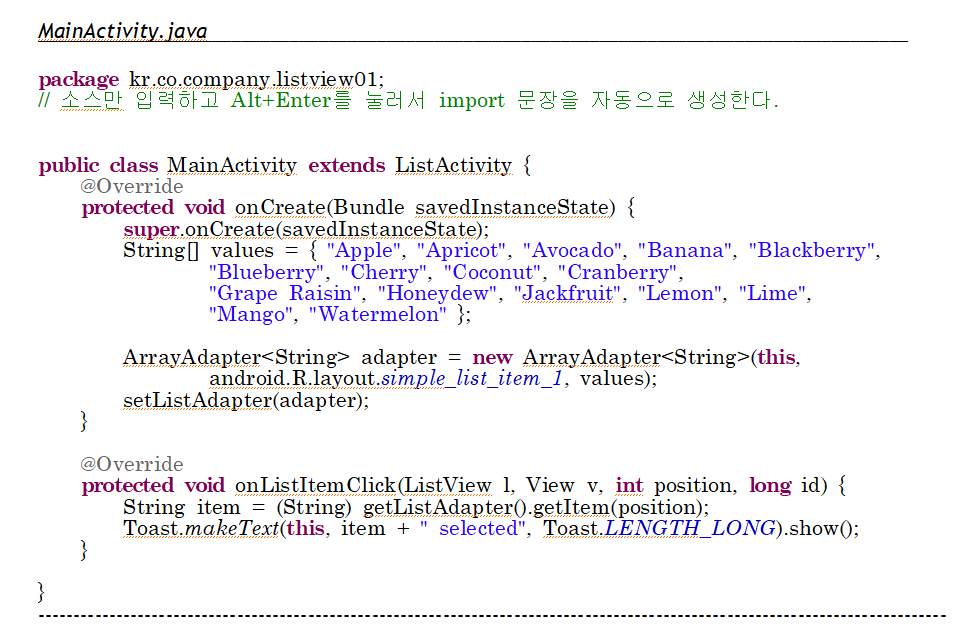 MainActivity.java
package kr.co.company.listview01;
// 소스만 입력하고 Alt+Enter를 눌러서 import 문장을 자동으로 생성한다.
public class MainActivity extends ListActivity {
@Override
protected void onCreate(Bundle savedInstanceState) {
super.onCreate(savedInstanceState);
String[] values = { "Apple", "Apricot", "Avocado", "Banana", "Blackberry",
"Blueberry", "Cherry", "Coconut", "Cranberry",
"Grape Raisin", "Honeydew", "Jackfruit", "Lemon", "Lime",
"Mango", "Watermelon" };
ArrayAdapter<String> adapter = new ArrayAdapter<String>(this,
android.R.layout.simple_list_item_1, values);
setListAdapter(adapter);
}
@Override
protected void onListItemClick(ListView l, View v, int position, long id) {
String item = (String) getListAdapter().getItem(position);
Toast.makeText(this, item + " selected", Toast.LENGTH_LONG).show();
}
}